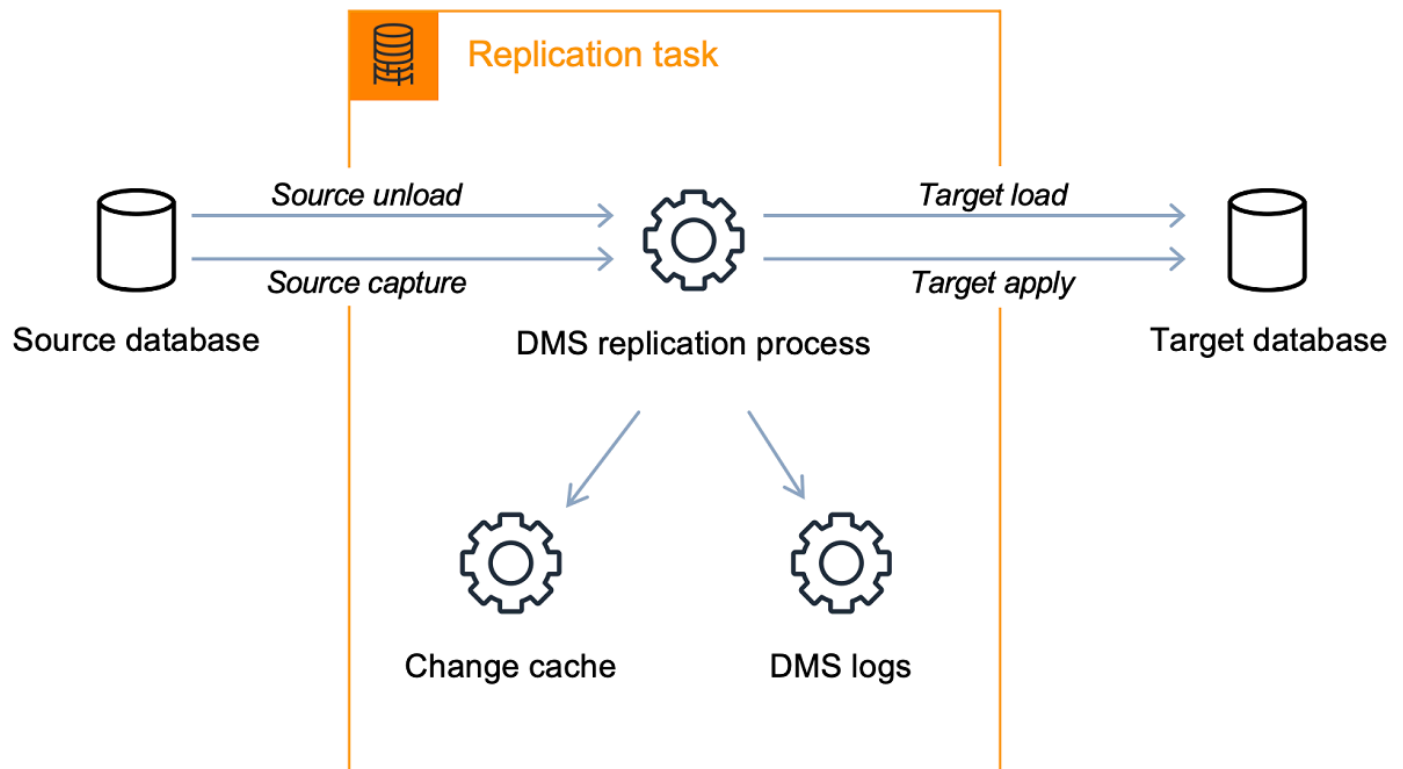 Replication task
Source unload
Target load
Source capture
Target apply
Source database
DMS replication process
Target database
Change cache
DMS logs